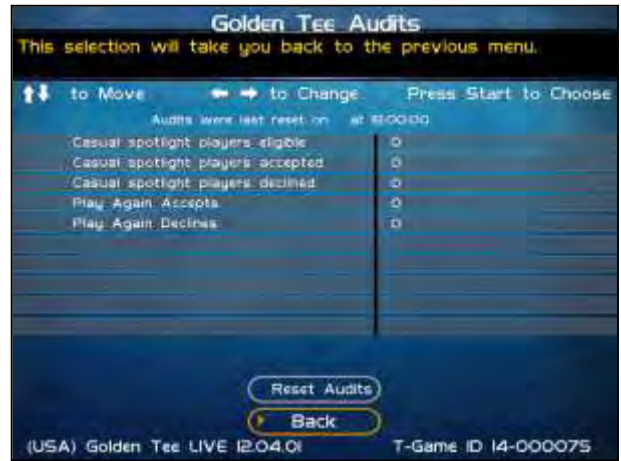 Golden Tee Audits
This selection will take you back to the previous menu.
to Move to Change Press Start to Choose
Audits were last reset on at 12:00:00
Casual spotlight players eligible 0
Casual spotlight players accepted 0
Casual spotlight players declined 0
Play Again Accepts 0
Play Again Declines 0
Reset Audits
Back
(USA) Golden Tee LIVE 12.04.01 T-Game ID 14-000075